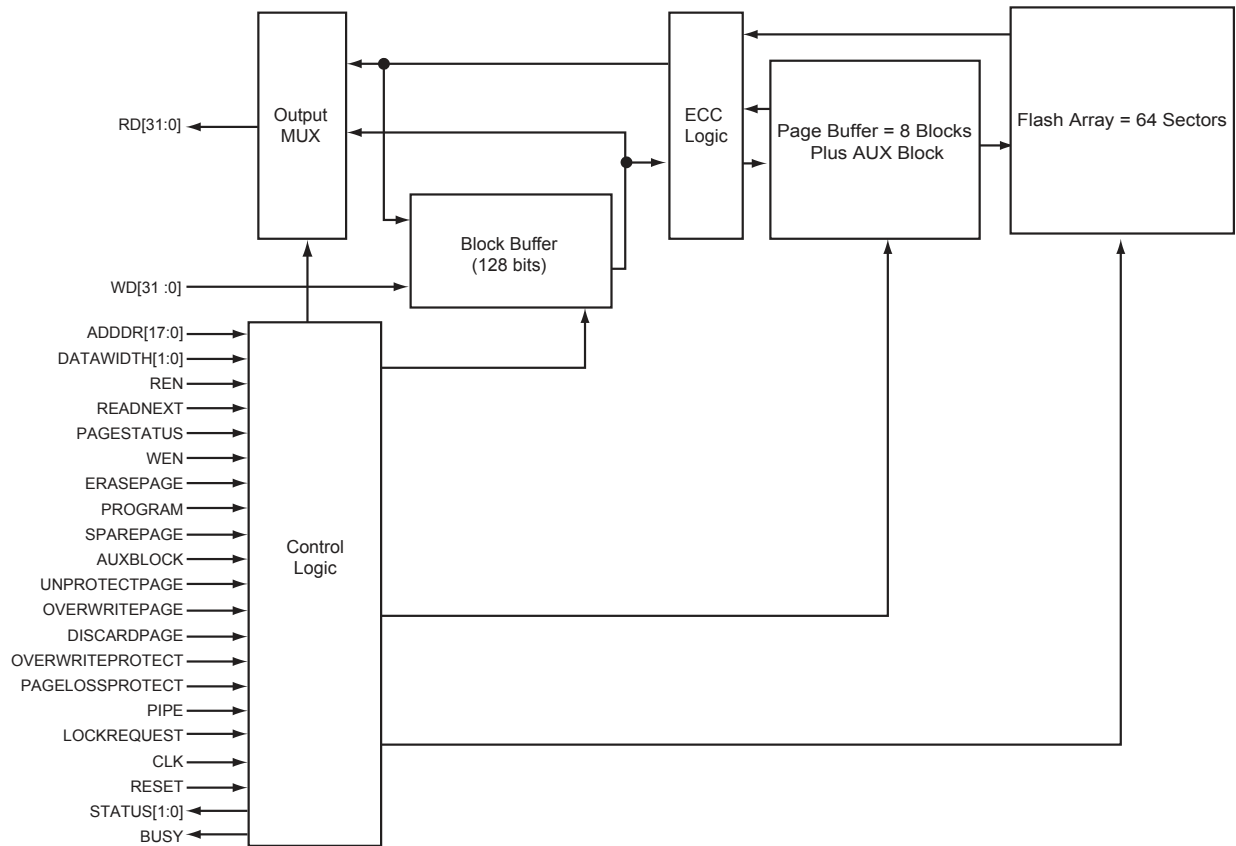 Output
MUX
RD[31:0]
ECC
Logic
Page Buffer = 8 Blocks
Plus AUX Block
Flash Array = 64 Sectors
Block Buffer
(128 bits)
WD[31 :0]
ADDDR[17:0]
DATAWIDTH[1:0]
REN
READNEXT
PAGESTATUS
WEN
ERASEPAGE
PROGRAM
SPAREPAGE
AUXBLOCK
UNPROTECTPAGE
OVERWRITEPAGE
DISCARDPAGE
OVERWRITEPROTECT
PAGELOSSPROTECT
PIPE
LOCKREQUEST
CLK
RESET
STATUS[1:0]
BUSY
Control
Logic